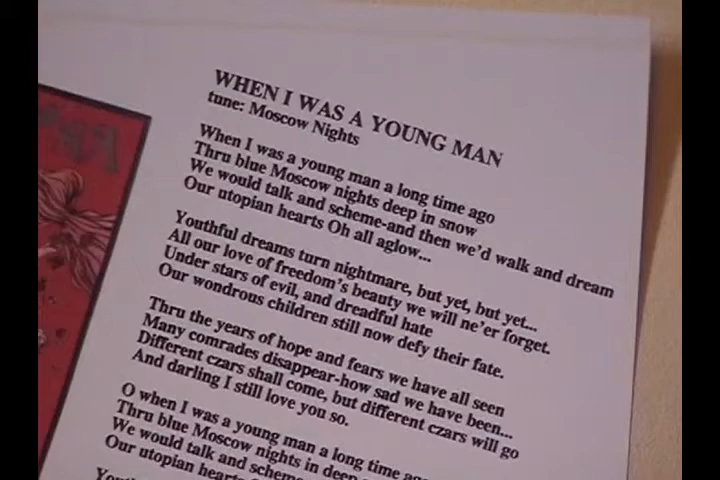 WHEN I WAS A YOUNG MAN
tune: Moscow Nights
When I was a young man a long time ago
Thru blue Moscow nights deep in snow
We would talk and scheme-and then we'd walk and dream
Our utopian hearts Oh all aglow...
Youthful dreams turn nightmare, but yet, but yet...
All our love of freedom's beauty we will ne'er forget.
Under stars of evil, and dreadful hate
Our wondrous children still now defy their fate.
Thru the years of hope and fears we have all seen
Many comrades disappear-how sad we have been...
Different czars shall come, but different czars will go
And darling I still love you so.
O when I was a young man a long time ago
Thru blue Moscow nights in deep
We would talk and scheme
Our utopian hearts